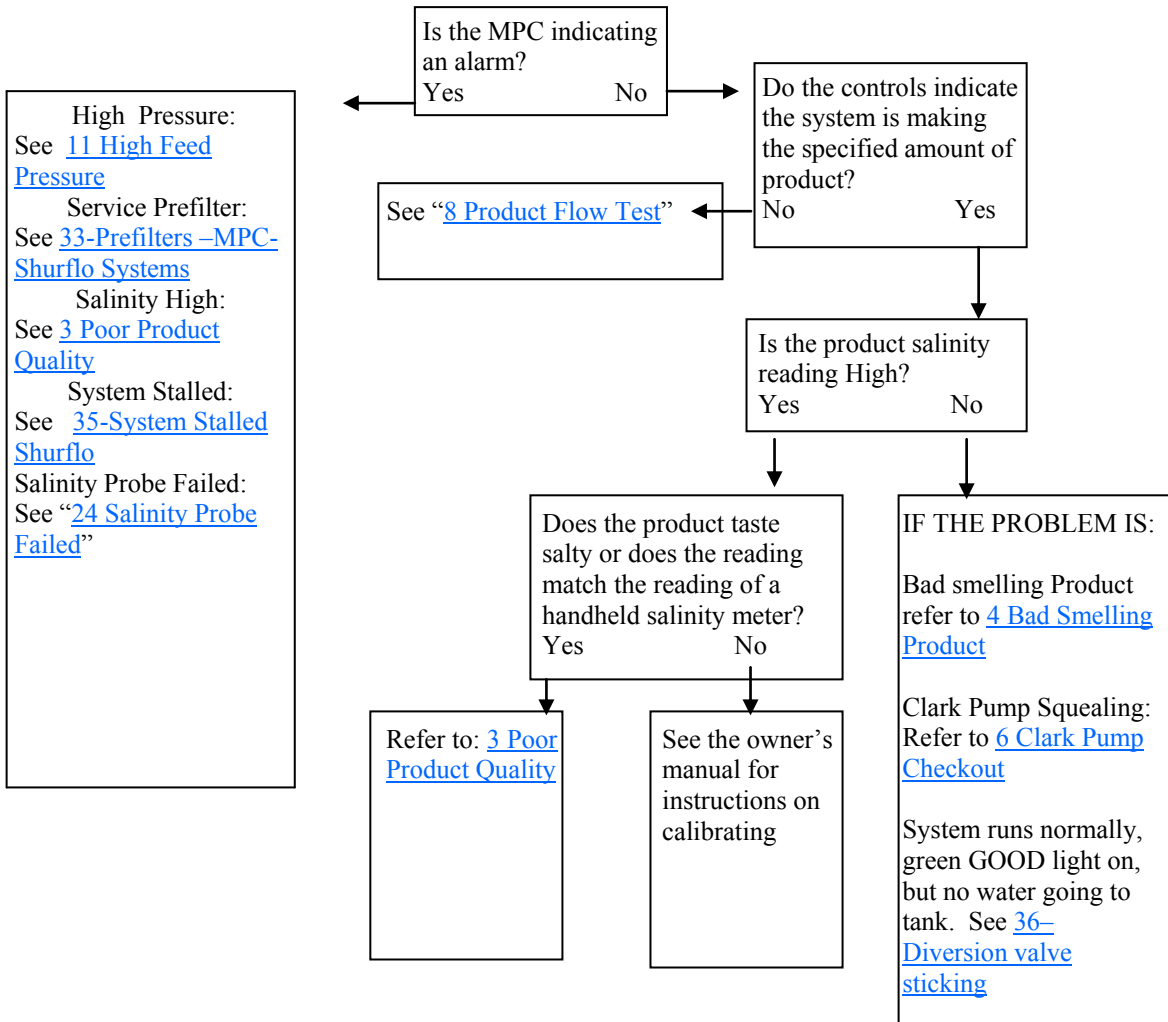 Is the MPC indicating
an alarm?
Yes No
High Pressure:
See 11 High Feed
Pressure
Service Prefilter:
See 33-Prefilters –MPC-
Shurflo Systems
Salinity High:
See 3 Poor Product
Quality
System Stalled:
See 35-System Stalled
Shurflo
Salinity Probe Failed:
See “24 Salinity Probe
Failed”
Do the controls indicate
the system is making
the specified amount of
product?
No Yes
See “8 Product Flow Test”
Is the product salinity
reading High?
Yes No
Does the product taste
salty or does the reading
match the reading of a
handheld salinity meter?
Yes No
Refer to: 3 Poor
Product Quality
See the owner’s
manual for
instructions on
calibrating
IF THE PROBLEM IS:
Bad smelling Product
refer to 4 Bad Smelling
Product
Clark Pump Squealing:
Refer to 6 Clark Pump
Checkout
System runs normally,
green GOOD light on,
but no water going to
tank. See 36–
Diversion valve
sticking